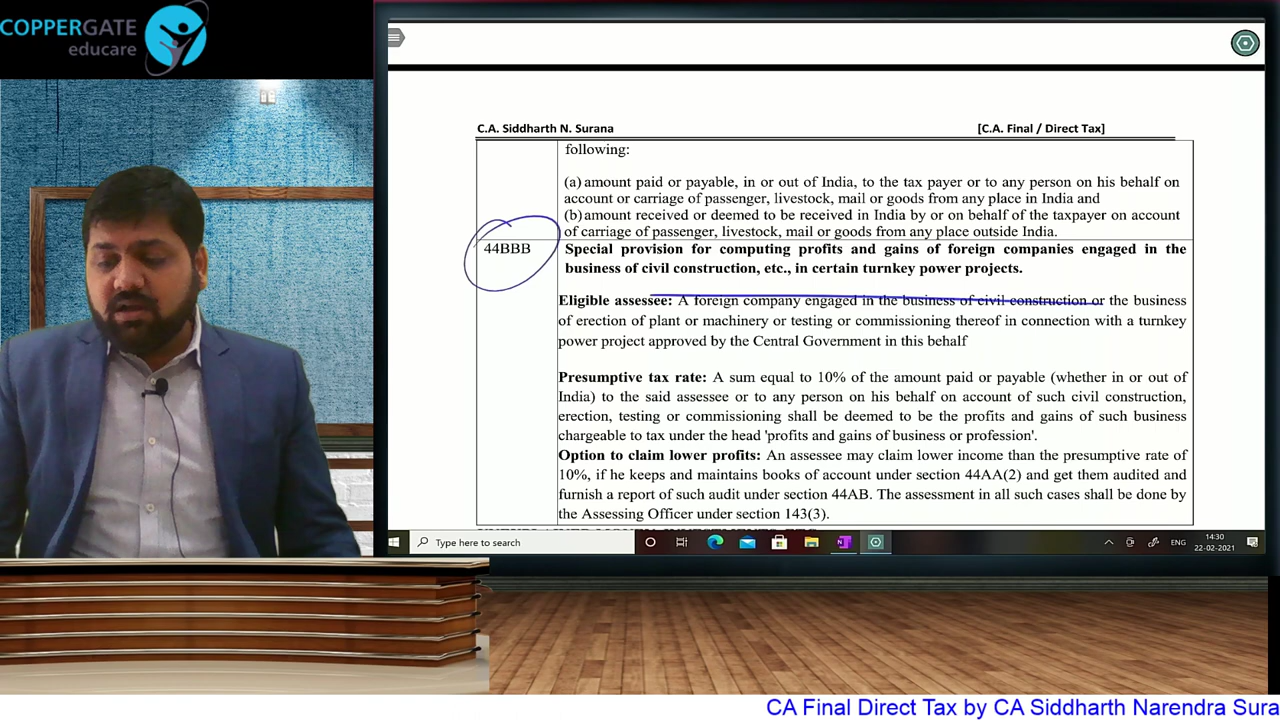 COPPERGATE
educare
C.A. Siddharth N. Surana [C.A. Final / Direct Tax]
following:
(a) amount paid or payable, in or out of India, to the tax payer or to any person on his behalf on
account or carriage of passenger, livestock, mail or goods from any place in India and
(b) amount received or deemed to be received in India by or on behalf of the taxpayer on account
of carriage of passenger, livestock, mail or goods from any place outside India.
44BBB Special provision for computing profits and gains of foreign companies engaged in the
business of civil construction, etc., in certain turnkey power projects.
Eligible assessee: A foreign company engaged in the business of civil construction or the business
of erection of plant or machinery or testing or commissioning thereof in connection with a turnkey
power project approved by the Central Government in this behalf
Presumptive tax rate: A sum equal to 10% of the amount paid or payable (whether in or out of
India) to the said assessee or to any person on his behalf on account of such civil construction,
erection, testing or commissioning shall be deemed to be the profits and gains of such business
chargeable to tax under the head 'profits and gains of business or profession'.
Option to claim lower profits: An assessee may claim lower income than the presumptive rate of
10%, if he keeps and maintains books of account under section 44AA(2) and get them audited and
furnish a report of such audit under section 44AB. The assessment in all such cases shall be done by
the Assessing Officer under section 143(3).
Type here to search
ENG
14:30
22-02-2021
CA Final Direct Tax by CA Siddharth Narendra Sura